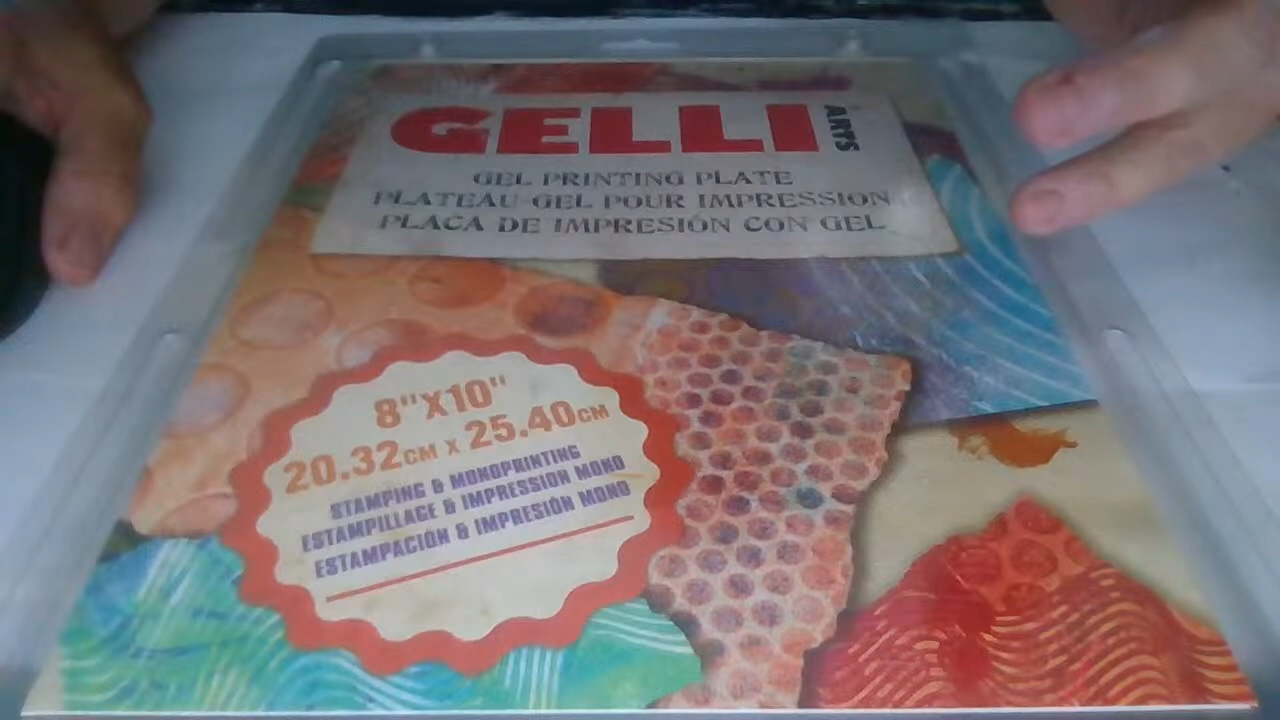 GELLI ARTS
GEL PRINTING PLATE
PLATEAU-GEL POUR IMPRESSION
PLACA DE IMPRESIÓN CON GEL
8"X10"
20.32CM X 25.40CM
STAMPING & MONOPRINTING
ESTAMPILLAGE & IMPRESSION MONO
ESTAMPACIÓN & IMPRESIÓN MONO